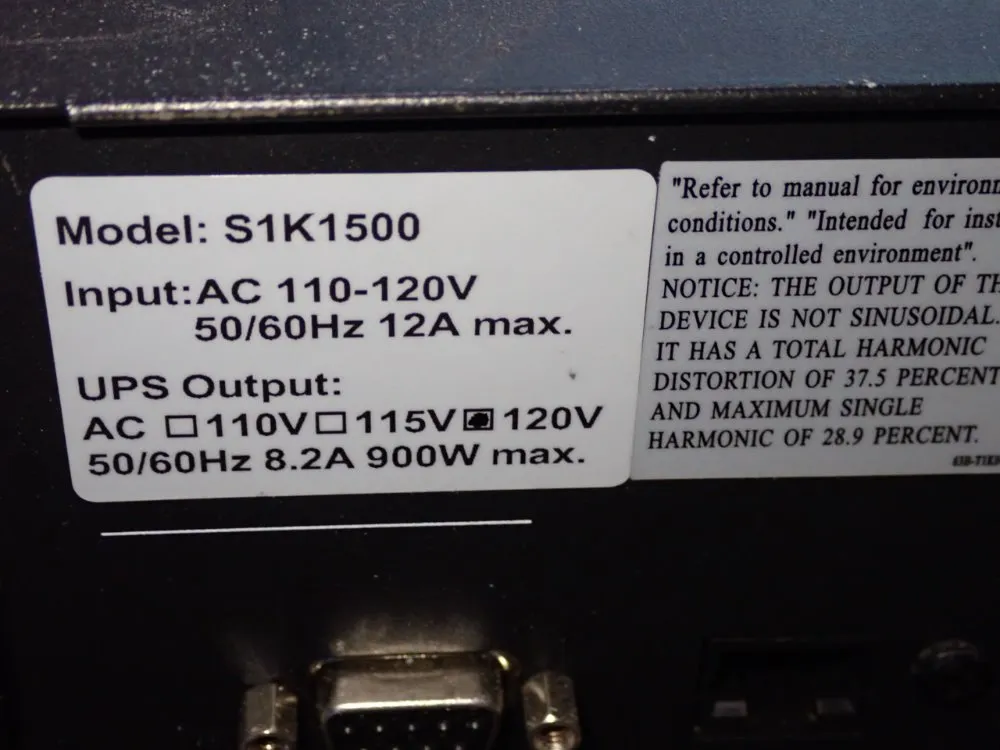 Model: S1K1500
Input:AC 110-120V
50/60Hz 12A max.
UPS Output:
AC ☐110V☐115V▣120V
50/60Hz 8.2A 900W max.
"Refer to manual for
conditions." "Intended for
in a controlled environment".
NOTICE: THE OUTPUT OF
DEVICE IS NOT SINUSOIDAL.
IT HAS A TOTAL HARMONIC
DISTORTION OF 37.5 PERCENT
AND MAXIMUM SINGLE
HARMONIC OF 28.9 PERCENT.